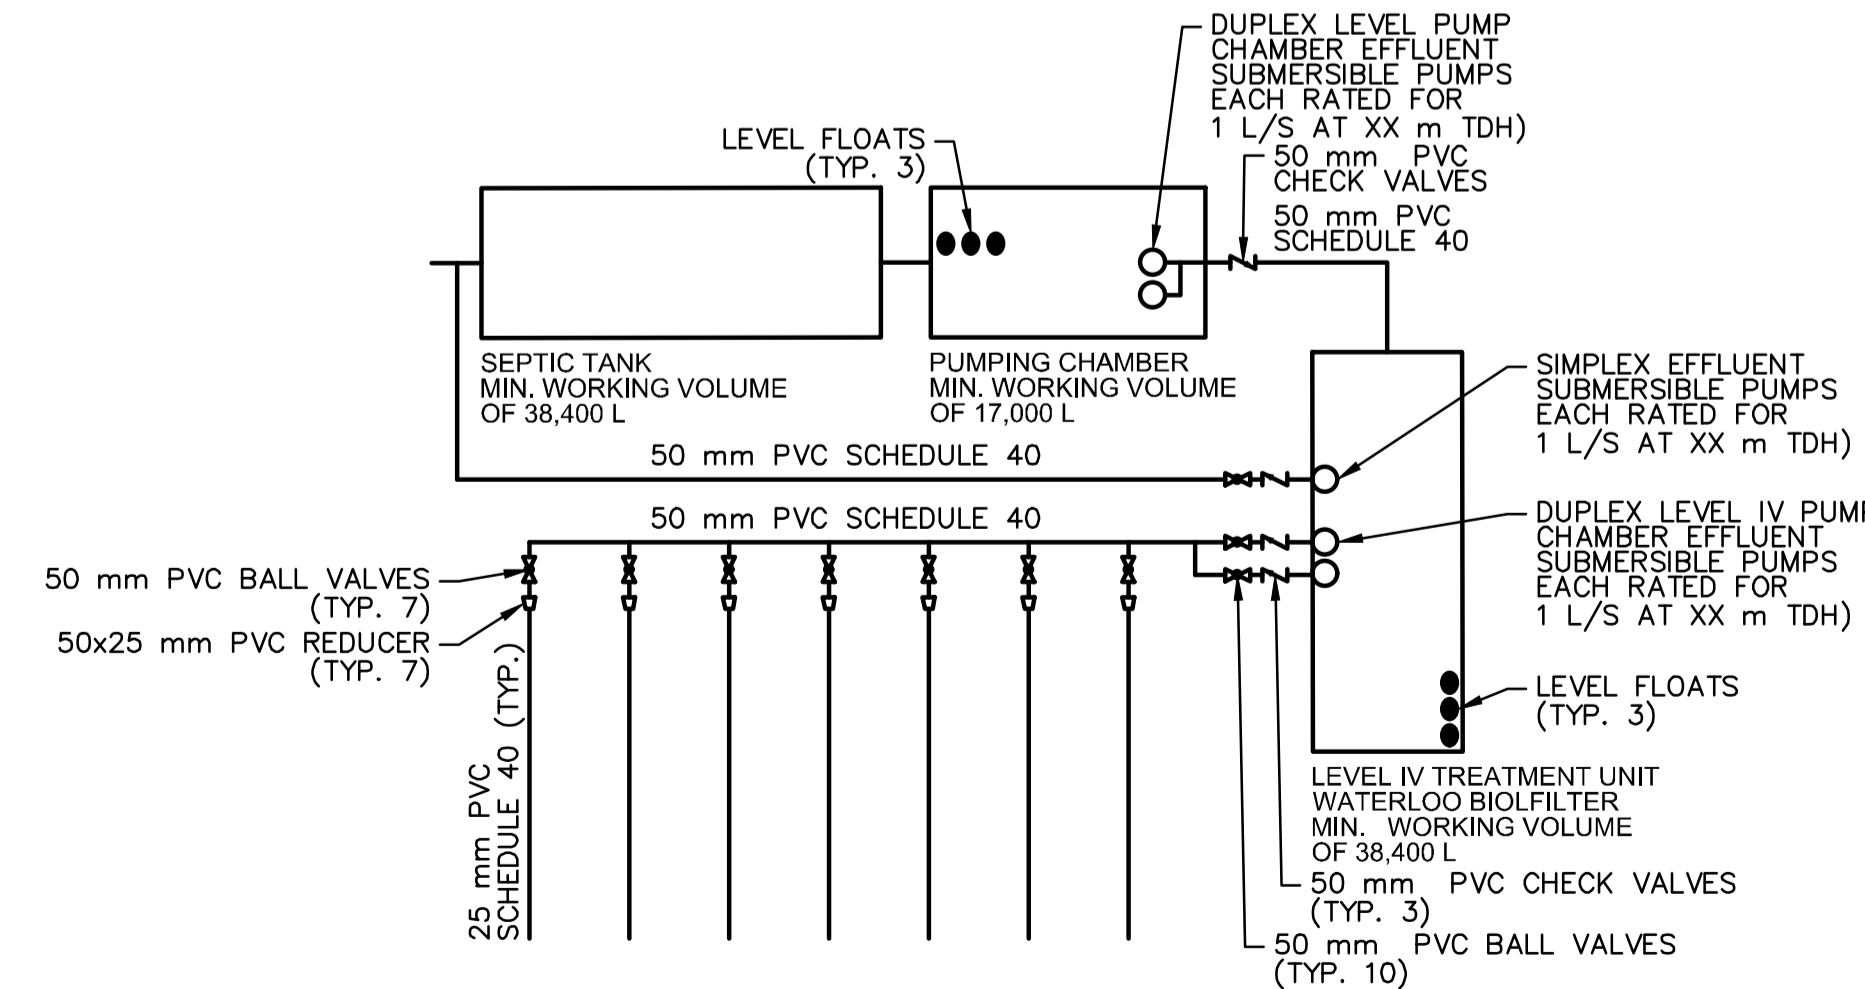 DUPLEX LEVEL PUMP
CHAMBER EFFLUENT
SUBMERSIBLE PUMPS
EACH RATED FOR
1 L/S AT XX m TDH)
LEVEL FLOATS
(TYP. 3)
50 mm PVC
CHECK VALVES
50 mm PVC
SCHEDULE 40
SEPTIC TANK
MIN. WORKING VOLUME
OF 38,400 L
PUMPING CHAMBER
MIN. WORKING VOLUME
OF 17,000 L
SIMPLEX EFFLUENT
SUBMERSIBLE PUMPS
EACH RATED FOR
1 L/S AT XX m TDH)
50 mm PVC SCHEDULE 40
50 mm PVC SCHEDULE 40
DUPLEX LEVEL IV PUMP
CHAMBER EFFLUENT
SUBMERSIBLE PUMPS
EACH RATED FOR
1 L/S AT XX m TDH)
50 mm PVC BALL VALVES
(TYP. 7)
50x25 mm PVC REDUCER
(TYP. 7)
25 mm PVC
SCHEDULE 40 (TYP.)
LEVEL FLOATS
(TYP. 3)
LEVEL IV TREATMENT UNIT
WATERLOO BIOLFILTER
MIN. WORKING VOLUME
OF 38,400 L
50 mm PVC CHECK VALVES
(TYP. 3)
50 mm PVC BALL VALVES
(TYP. 10)